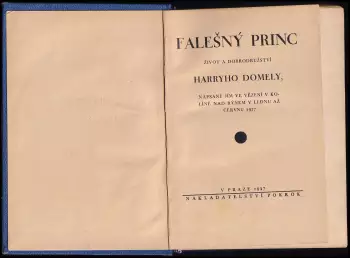 FALEŠNÝ PRINC
ŽIVOT A DOBRODRUŽSTVÍ
HARRYHO DOMELY,
NAPSANÉ JÍM VE VĚZENÍ V KO-
LÍNĚ NAD RÝNEM V LEDNU AŽ
ČERVNU 1927
V PRAZE 1927
NAKLADATELSTVÍ POKROK